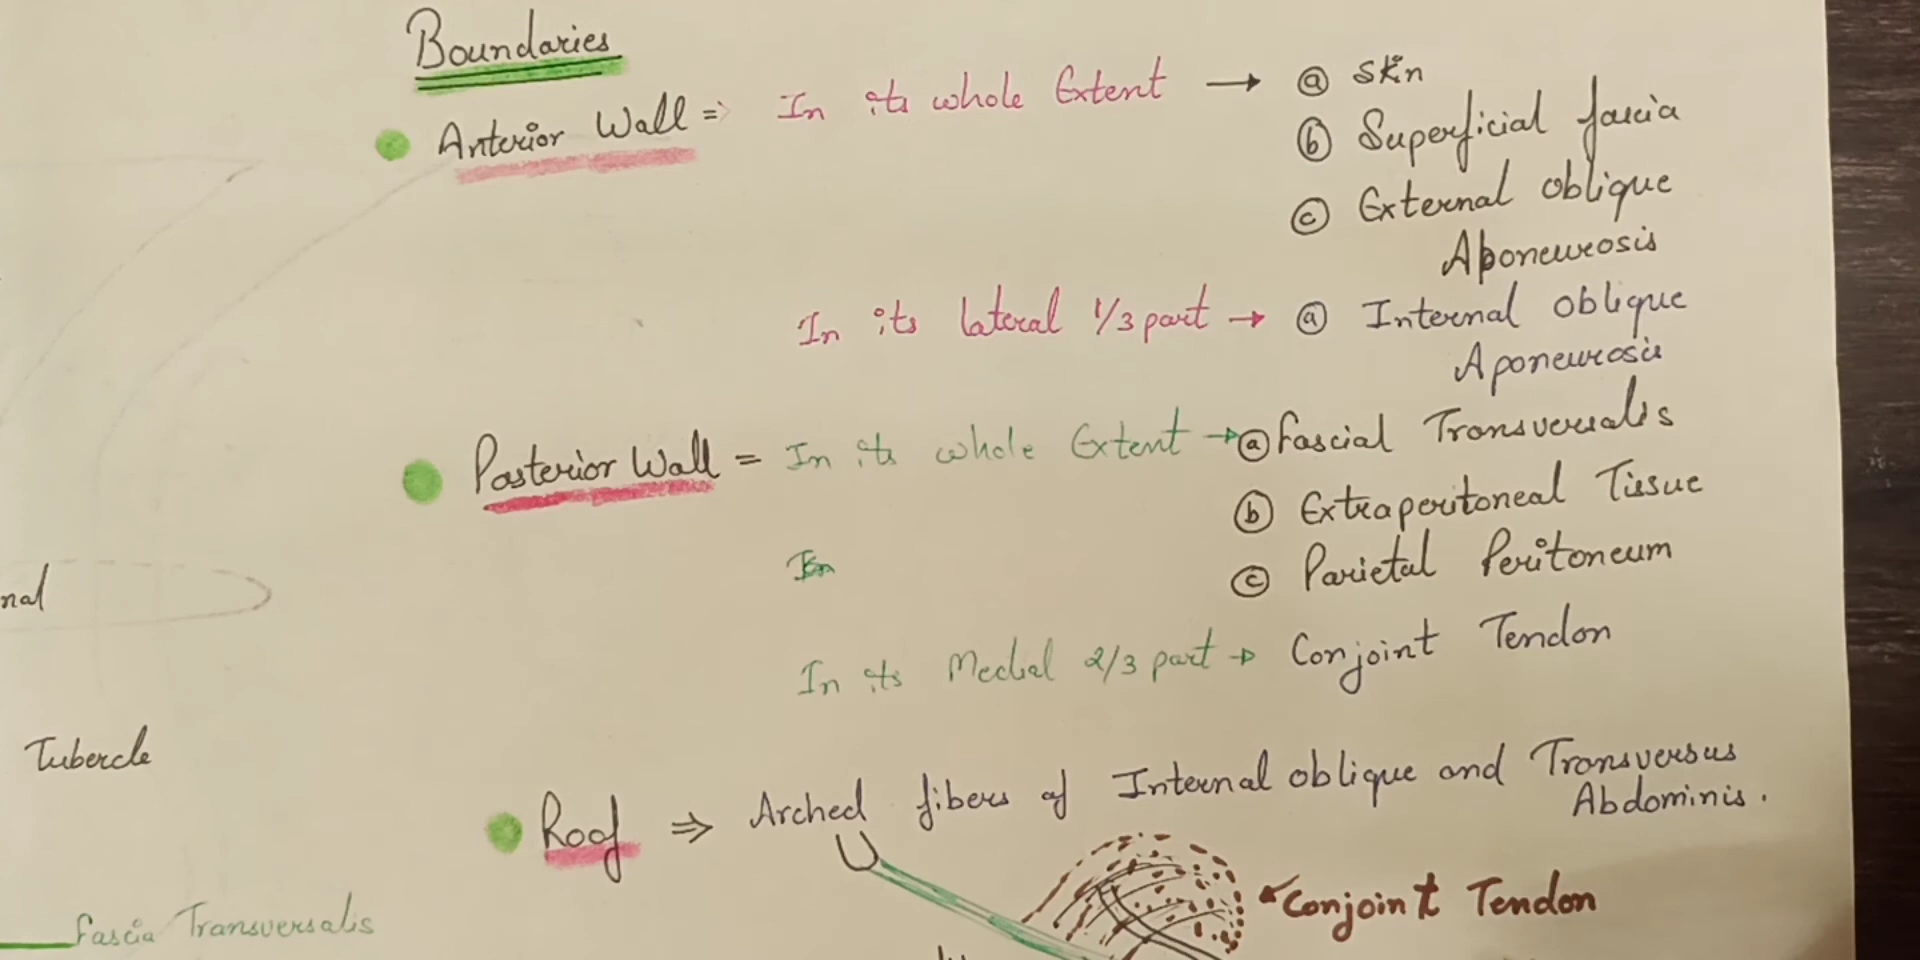 Boundaries
Anterior Wall ⇒ In its whole Extent → ⓐ Skin
ⓑ Superficial fascia
ⓒ External oblique
Aponeurosis
In its lateral 1/3 part → ⓐ Internal oblique
Aponeurosis
Posterior Wall = In its whole Extent → ⓐ Fascial Transversalis
ⓑ Extraperitoneal Tissue
In
ⓒ Parietal Peritoneum
In its Medial 2/3 part → Conjoint Tendon
nal
Tubercle
Roof ⇒ Arched fibers of Internal oblique and Transversus
Abdominis.
Conjoint Tendon
fascia Transversalis